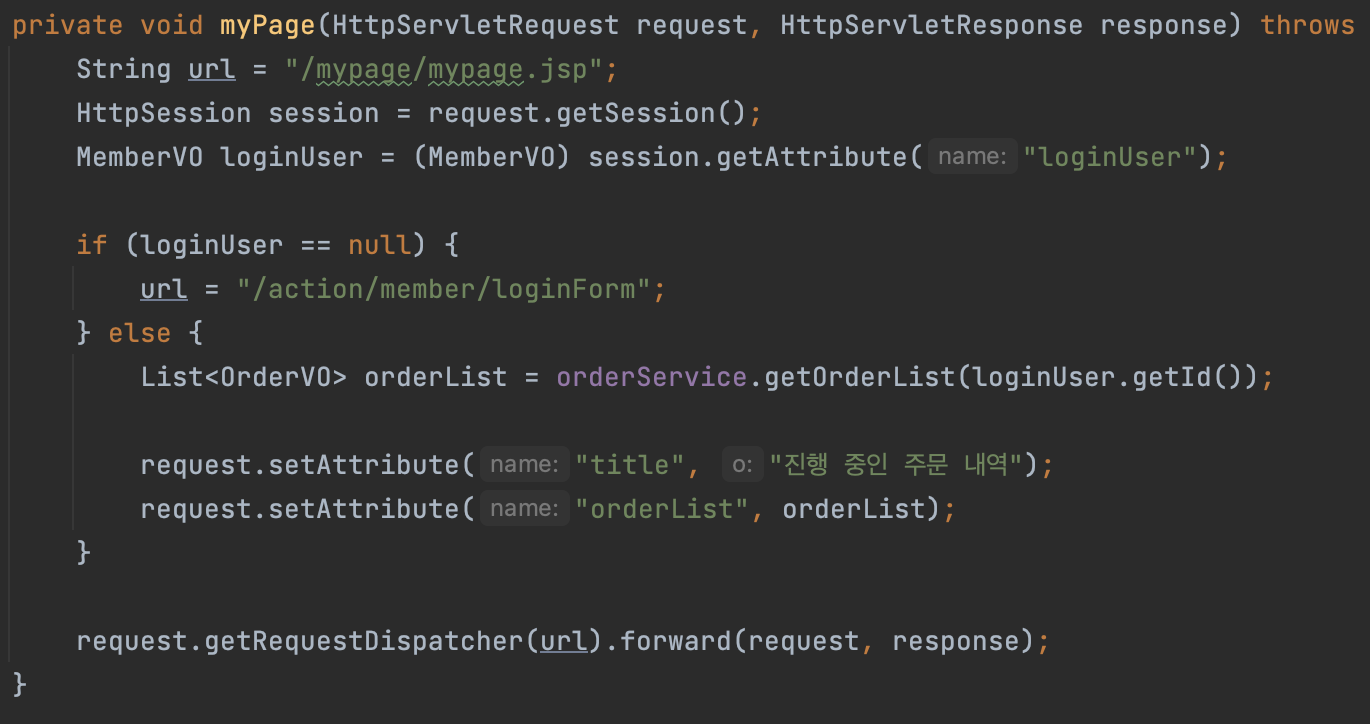 private void myPage(HttpServletRequest request, HttpServletResponse response) throws
String url = "/mypage/mypage.jsp";
HttpSession session = request.getSession();
MemberVO loginUser = (MemberVO) session.getAttribute( name: "loginUser");
if (loginUser == null) {
url = "/action/member/loginForm";
} else {
List<OrderVO> orderList = orderService.getOrderList(loginUser.getId());
request.setAttribute( name: "title", o: "진행 중인 주문 내역");
request.setAttribute( name: "orderList", orderList);
}
request.getRequestDispatcher(url).forward(request, response);
}